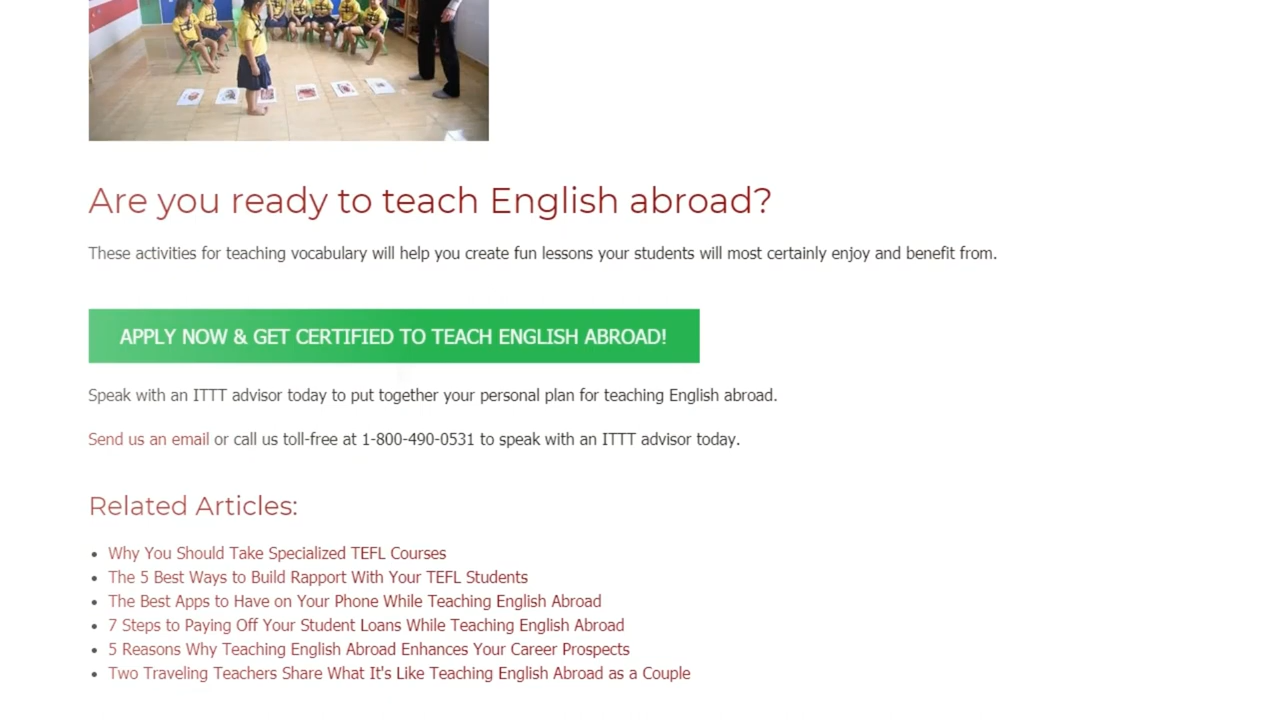 Are you ready to teach English abroad?
These activities for teaching vocabulary will help you create fun lessons your students will most certainly enjoy and benefit from.
APPLY NOW & GET CERTIFIED TO TEACH ENGLISH ABROAD!
Speak with an ITTT advisor today to put together your personal plan for teaching English abroad.
Send us an email or call us toll-free at 1-800-490-0531 to speak with an ITTT advisor today.
Related Articles:
Why You Should Take Specialized TEFL Courses
The 5 Best Ways to Build Rapport With Your TEFL Students
The Best Apps to Have on Your Phone While Teaching English Abroad
7 Steps to Paying Off Your Student Loans While Teaching English Abroad
5 Reasons Why Teaching English Abroad Enhances Your Career Prospects
Two Traveling Teachers Share What It's Like Teaching English Abroad as a Couple